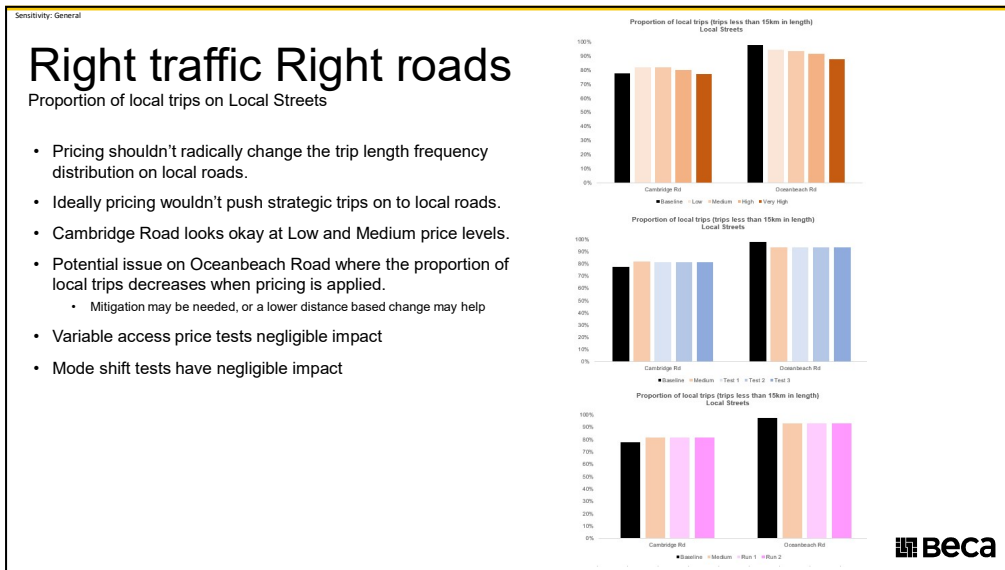 Sensitivity: General
Right traffic Right roads
Proportion of local trips on Local Streets
• Pricing shouldn't radically change the trip length frequency
distribution on local roads.
• Ideally pricing wouldn't push strategic trips on to local roads.
• Cambridge Road looks okay at Low and Medium price levels.
• Potential issue on Oceanbeach Road where the proportion of
local trips decreases when pricing is applied.
• Mitigation may be needed, or a lower distance based change may help
• Variable access price tests negligible impact
• Mode shift tests have negligible impact
Proportion of local trips (trips less than 15km in length)
Local Streets
100%
90%
80%
70%
60%
50%
40%
30%
20%
10%
0%
Cambridge Rd Oceanbeach Rd
Baseline Low Medium High Very High
Proportion of local trips (trips less than 15km in length)
Local Streets
100%
90%
80%
70%
60%
50%
40%
30%
20%
10%
0%
Cambridge Rd Oceanbeach Rd
Baseline Medium Test 1 Test 2 Test 3
Proportion of local trips (trips less than 15km in length)
Local Streets
100%
90%
80%
70%
60%
50%
40%
30%
20%
10%
0%
Cambridge Rd Oceanbeach Rd
Baseline Medium Run 1 Run 2
Beca